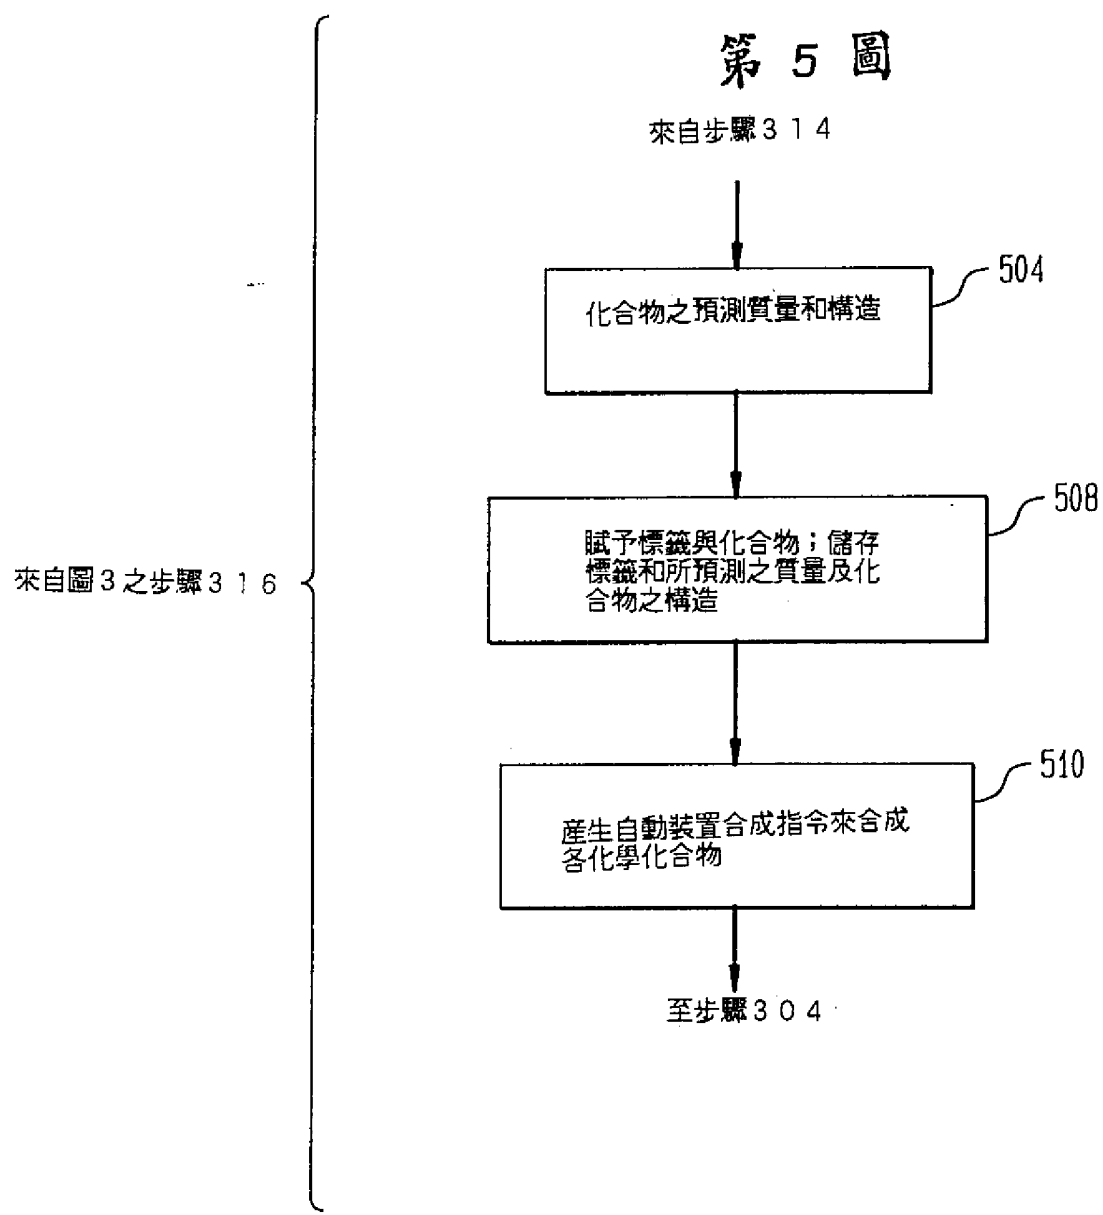 第 5 圖
來自步驟３１４
504
化合物之預測質量和構造
508
賦予標籤與化合物；儲存
標籤和所預測之質量及化
合物之構造
來自圖３之步驟３１６
510
產生自動裝置合成指令來合成
各化學化合物
至步驟３０４